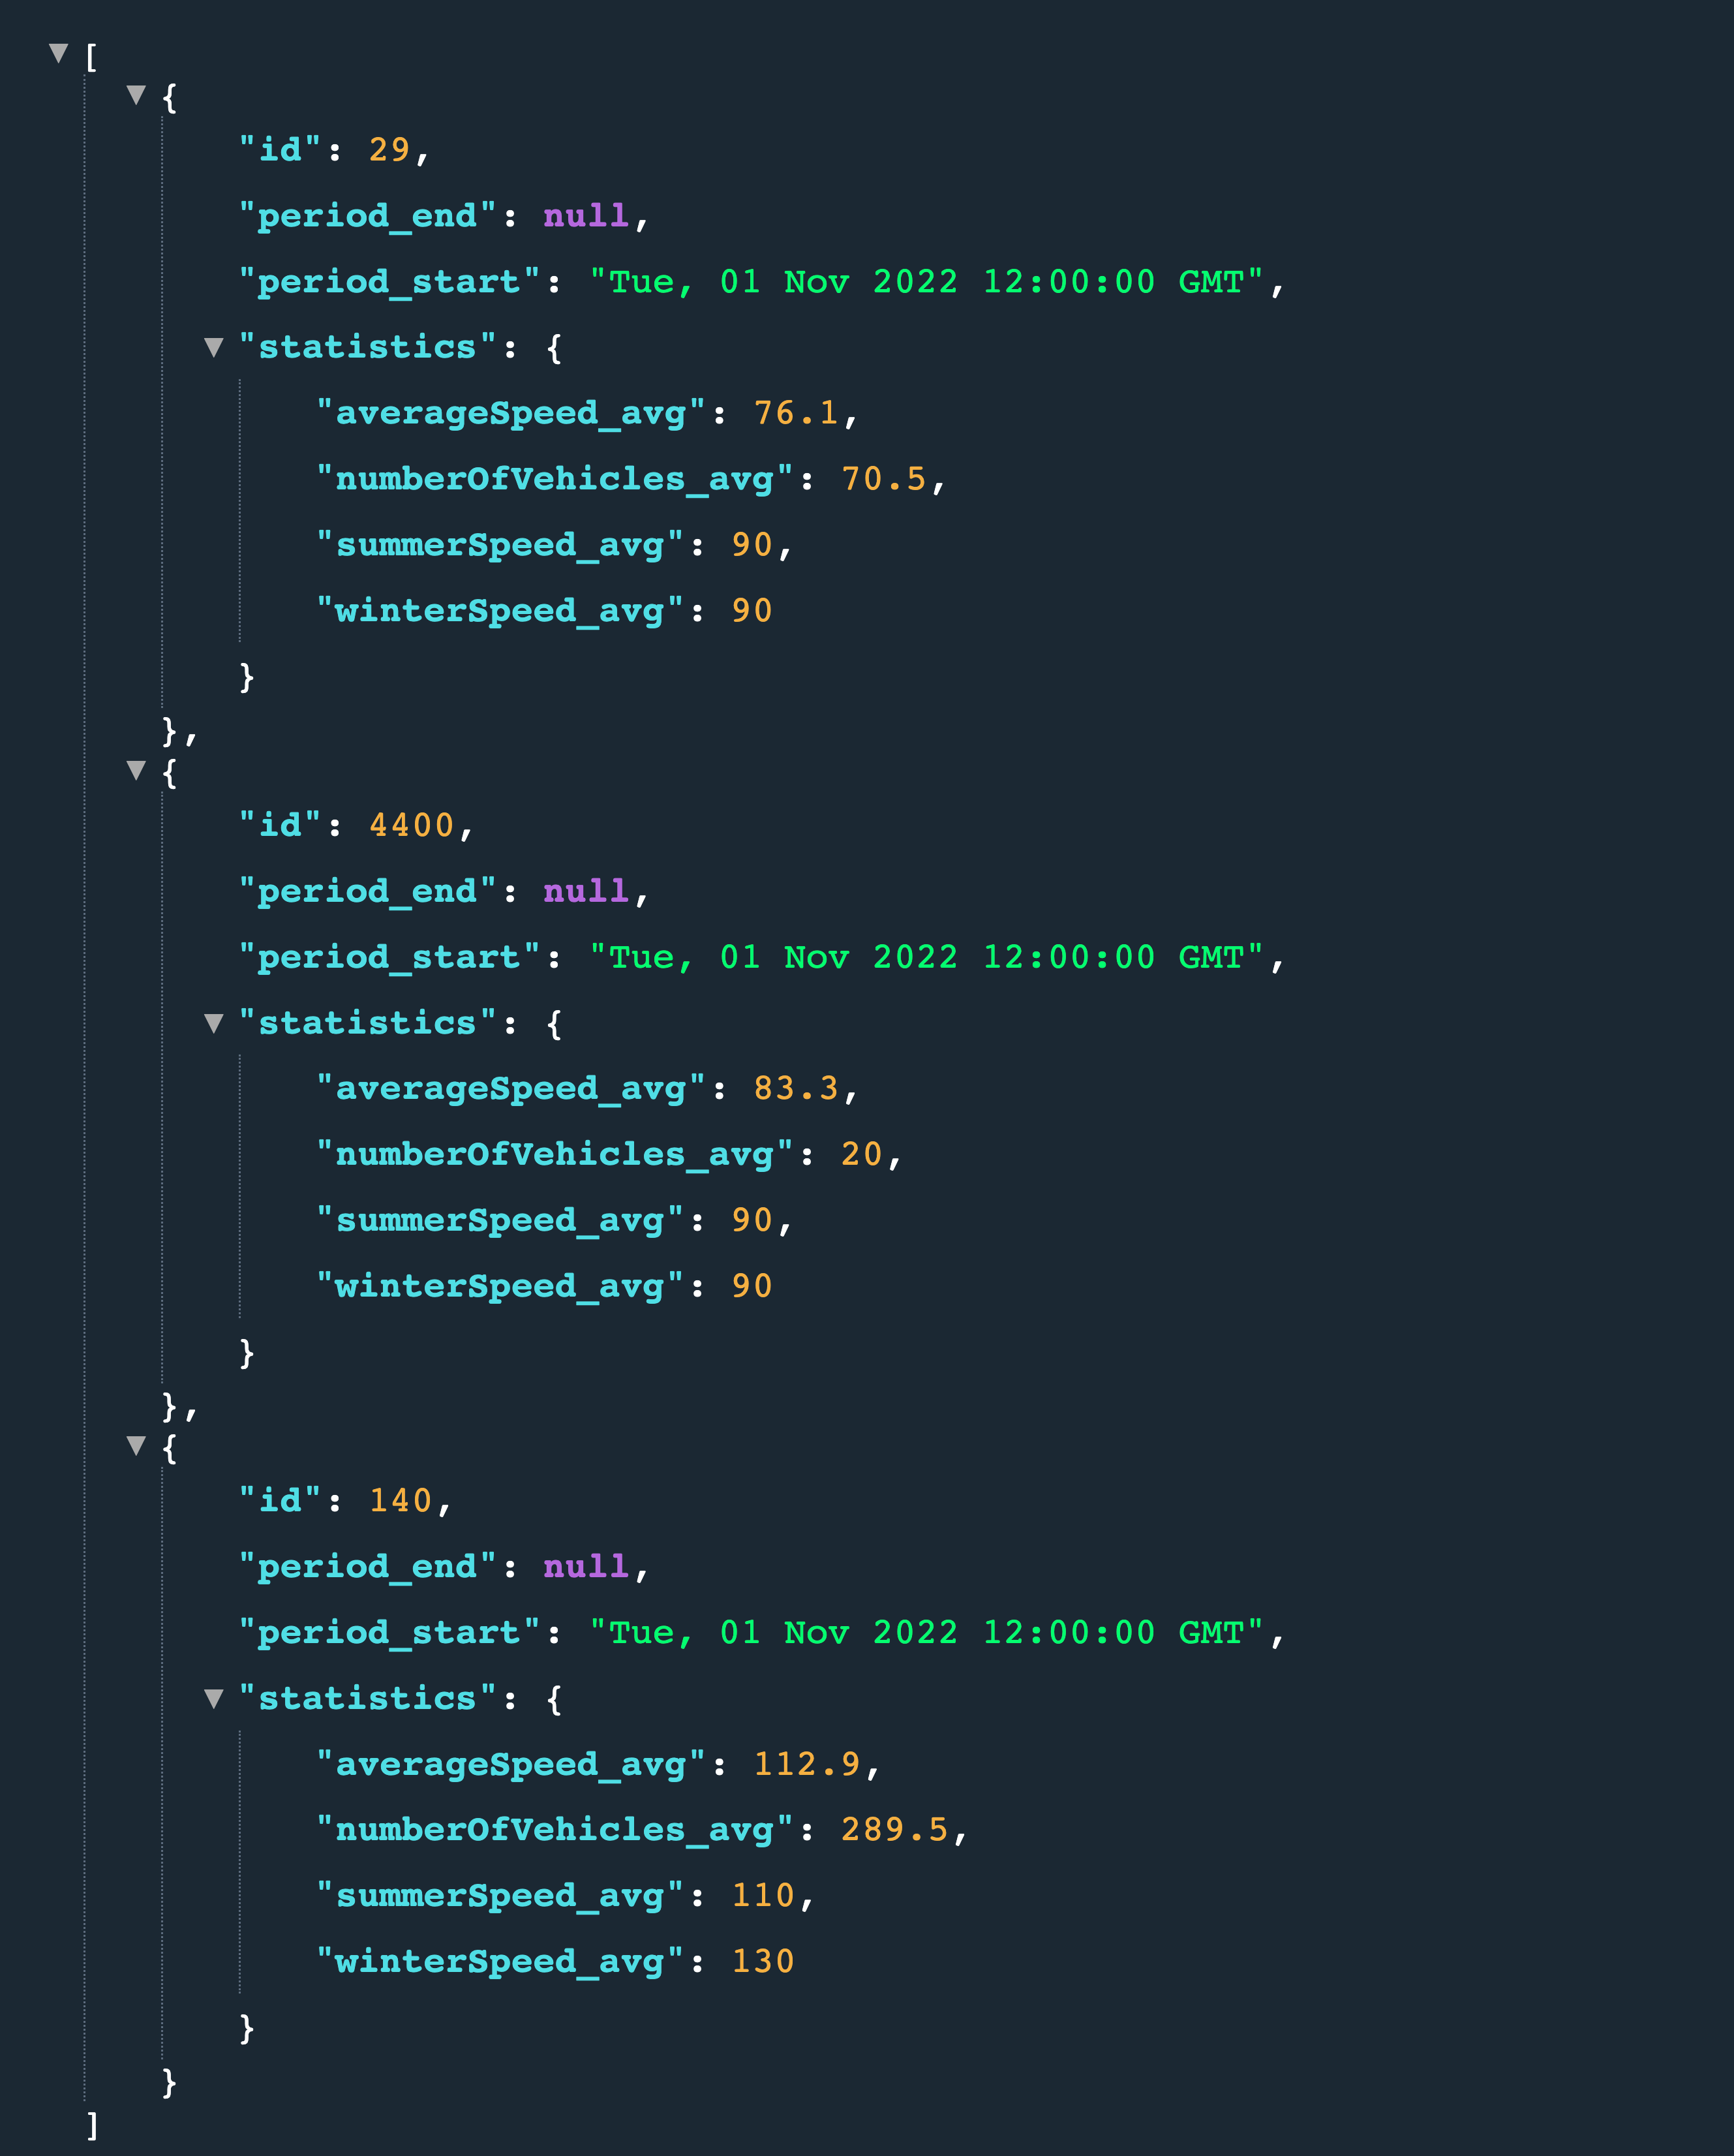 [
{
"id": 29,
"period_end": null,
"period_start": "Tue, 01 Nov 2022 12:00:00 GMT",
"statistics": {
"averageSpeed_avg": 76.1,
"numberOfVehicles_avg": 70.5,
"summerSpeed_avg": 90,
"winterSpeed_avg": 90
}
},
{
"id": 4400,
"period_end": null,
"period_start": "Tue, 01 Nov 2022 12:00:00 GMT",
"statistics": {
"averageSpeed_avg": 83.3,
"numberOfVehicles_avg": 20,
"summerSpeed_avg": 90,
"winterSpeed_avg": 90
}
},
{
"id": 140,
"period_end": null,
"period_start": "Tue, 01 Nov 2022 12:00:00 GMT",
"statistics": {
"averageSpeed_avg": 112.9,
"numberOfVehicles_avg": 289.5,
"summerSpeed_avg": 110,
"winterSpeed_avg": 130
}
}
]